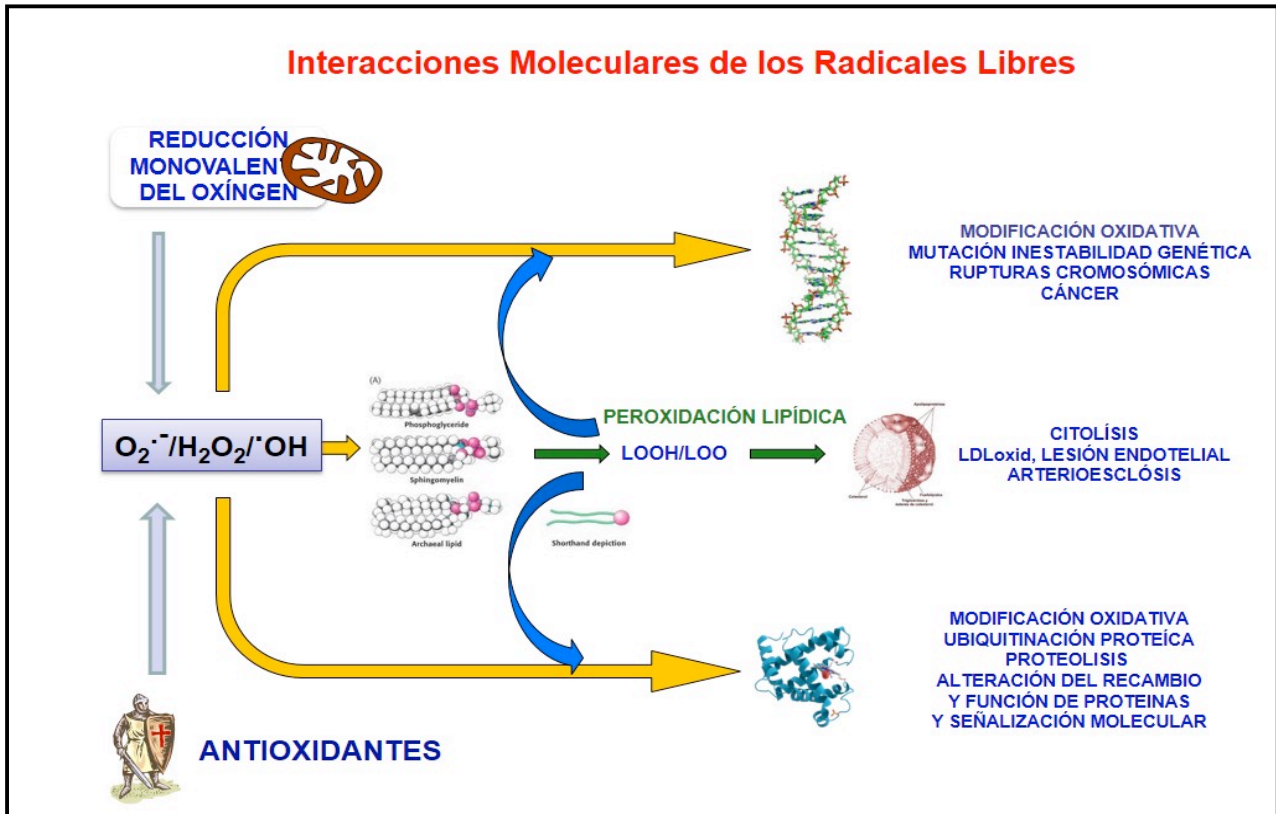 Interacciones Moleculares de los Radicales Libres
REDUCCIÓN
MONOVALEN
DEL OXÍNGEN
MODIFICACIÓN OXIDATIVA
MUTACIÓN INESTABILIDAD GENÉTICA
RUPTURAS CROMOSÓMICAS
CÁNCER
(A)
Phosphoglyceride
Sphingomyelin
Archaeal lipid
Shorthand depiction
O₂·⁻/H₂O₂/·OH
PEROXIDACIÓN LIPÍDICA
LOOH/LOO
CITOLÍSIS
LDLoxid, LESIÓN ENDOTELIAL
ARTERIOESCLÓSIS
MODIFICACIÓN OXIDATIVA
UBIQUITINACIÓN PROTEÍCA
PROTEOLISIS
ALTERACIÓN DEL RECAMBIO
Y FUNCIÓN DE PROTEINAS
Y SEÑALIZACIÓN MOLECULAR
ANTIOXIDANTES